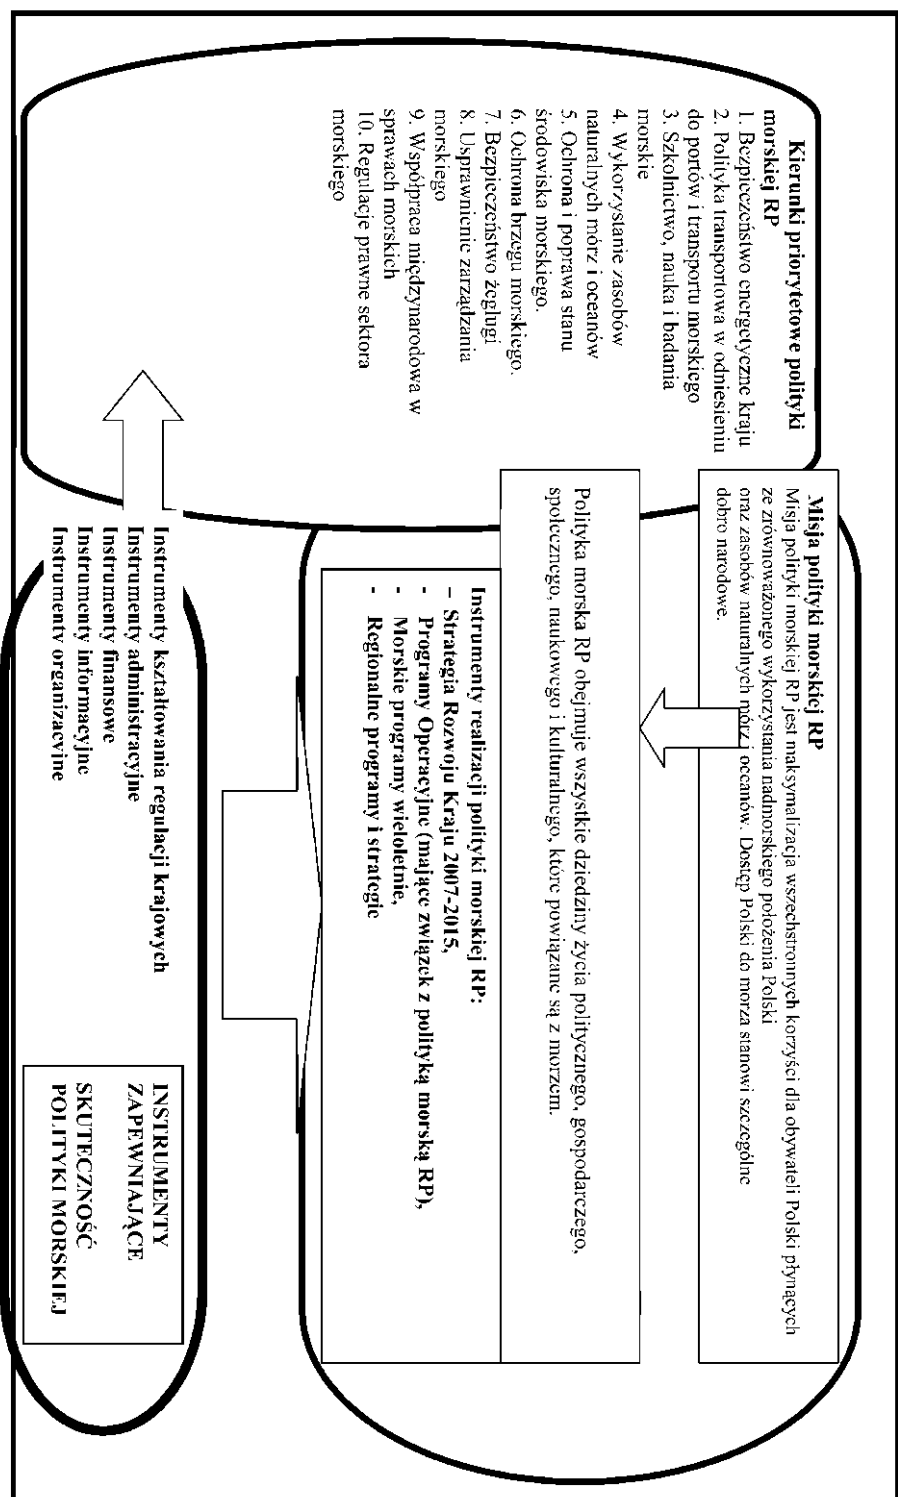 Kierunki priorytetowe polityki
morskiej RP
1. Bezpieczeństwo energetyczne kraju
2. Polityka transportowa w odniesieniu
do portów i transportu morskiego
3. Szkolnictwo, nauka i badania
morskie
4. Wykorzystanie zasobów
naturalnych mórz i oceanów
5. Ochrona i poprawa stanu
środowiska morskiego.
6. Ochrona brzegu morskiego.
7. Bezpieczeństwo żeglugi
8. Usprawnienie zarządzania
morskiego
9. Współpraca międzynarodowa w
sprawach morskich
10. Regulacje prawne sektora
morskiego
Misja polityki morskiej RP
Misja polityki morskiej RP jest maksymalizacja wszechstronnych korzyści dla obywateli Polski płynących
ze zrównoważonego wykorzystania nadmorskiego położenia Polski
oraz zasobów naturalnych mórz i oceanów. Dostęp Polski do morza stanowi szczególne
dobro narodowe.
Polityka morska RP obejmuje wszystkie dziedziny życia politycznego, gospodarczego,
społecznego, naukowego i kulturalnego, które powiązane są z morzem.
Instrumenty realizacji polityki morskiej RP:
– Strategia Rozwoju Kraju 2007-2015,
- Programy Operacyjne (mające związek z polityką morską RP),
- Morskie programy wieloletnie,
- Regionalne programy i strategie
Instrumenty kształtowania regulacji krajowych
Instrumenty administracyjne
Instrumenty finansowe
Instrumenty informacyjne
Instrumenty organizacyjne
INSTRUMENTY
ZAPEWNIAJĄCE
SKUTECZNOŚĆ
POLITYKI MORSKIEJ